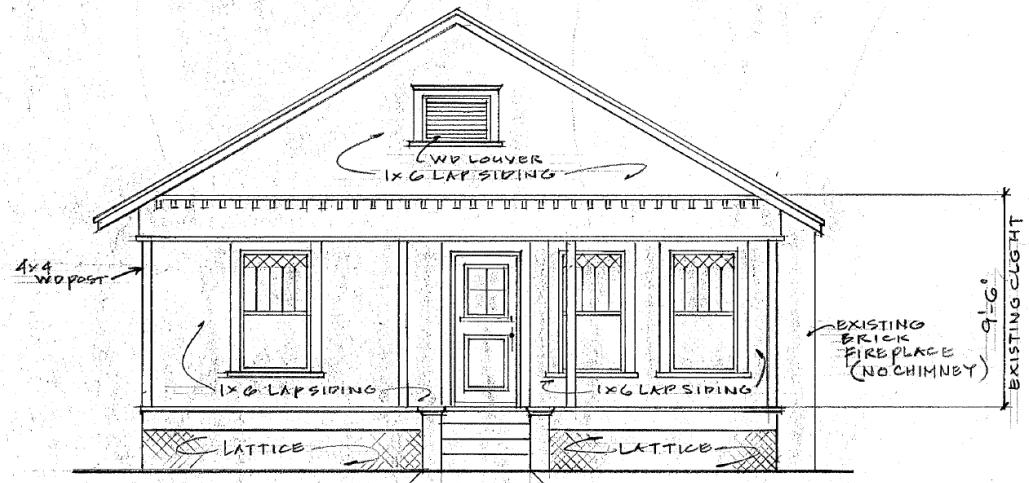 WD LOUVER
1X6 LAP SIDING
4X4
WD POST
1X6 LAP SIDING
1X6 LAP SIDING
EXISTING
BRICK
FIREPLACE
(NO CHIMNEY)
9'-6"
EXISTING CLG HT
LATTICE
LATTICE